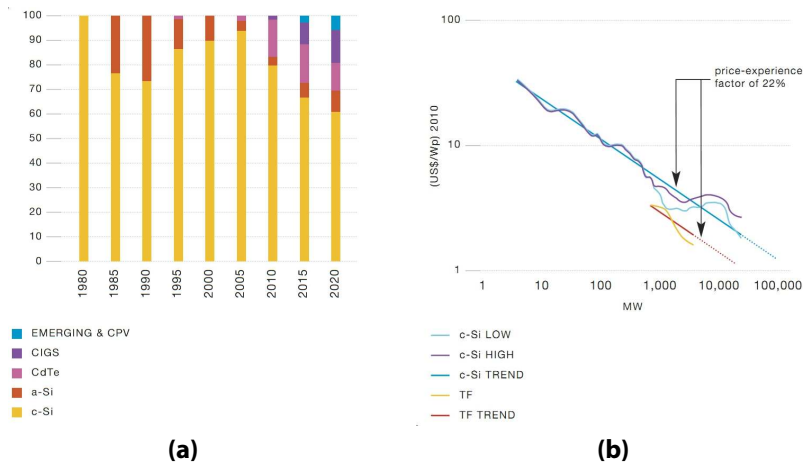 100
90
80
70
60
50
40
30
20
10
0
1980
1985
1990
1995
2000
2005
2010
2015
2020
EMERGING & CPV
CIGS
CdTe
a-Si
c-Si
(a)
100
10
1
(US$/Wp) 2010
price-experience
factor of 22%
1
10
100
1,000
10,000
100,000
MW
c-Si LOW
c-Si HIGH
c-Si TREND
TF
TF TREND
(b)